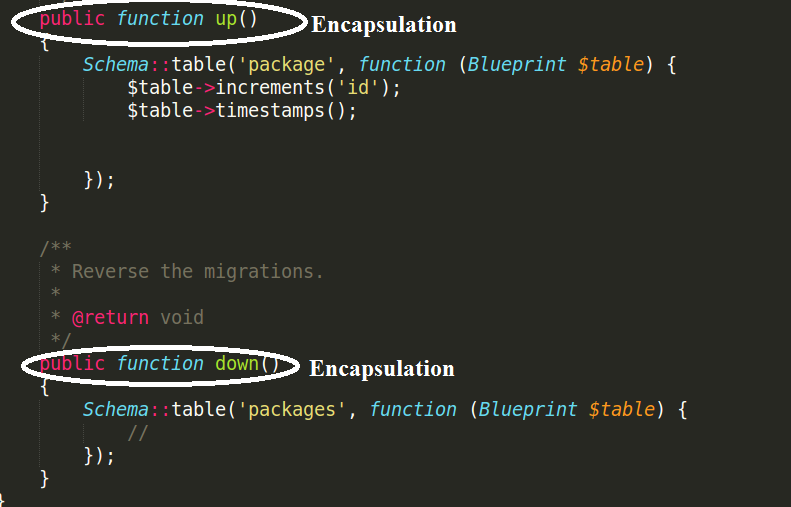 public function up() Encapsulation
{
Schema::table('package', function (Blueprint $table) {
$table->increments('id');
$table->timestamps();
});
}
/**
* Reverse the migrations.
*
* @return void
*/
public function down() Encapsulation
{
Schema::table('packages', function (Blueprint $table) {
//
});
}
}